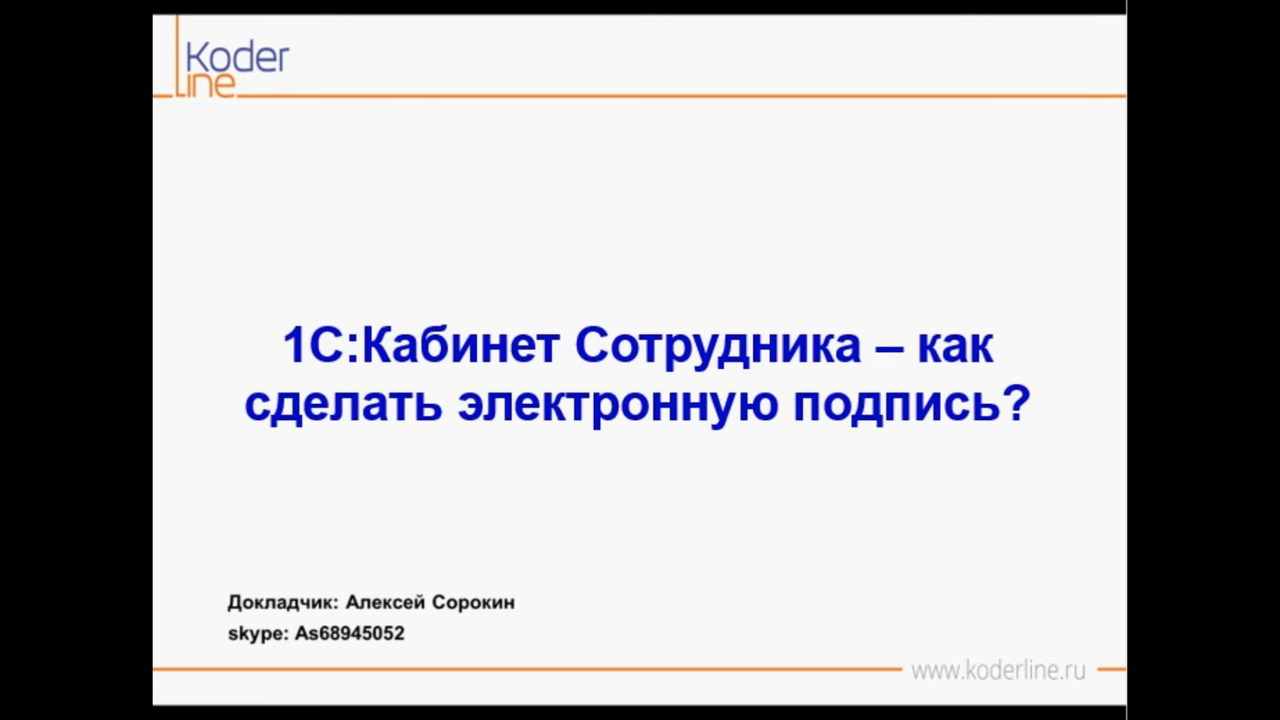 Koder
line
1С:Кабинет Сотрудника – как
сделать электронную подпись?
Докладчик: Алексей Сорокин
skype: As68945052
www.koderline.ru